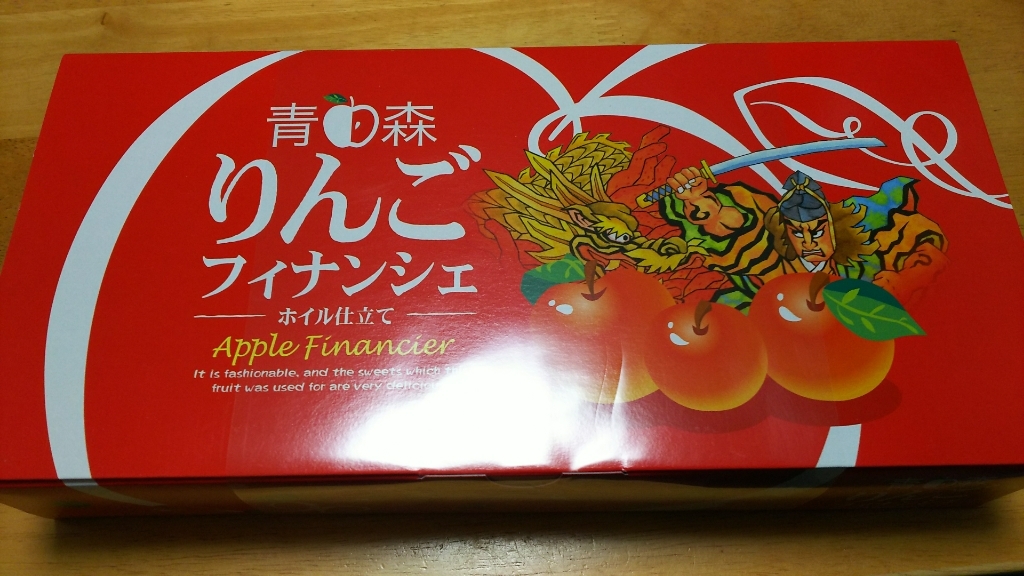 青森
りんご
フィナンシェ
ホイル仕立て
Apple Financier
It is fashionable, and the sweets which
fruit was used for are very